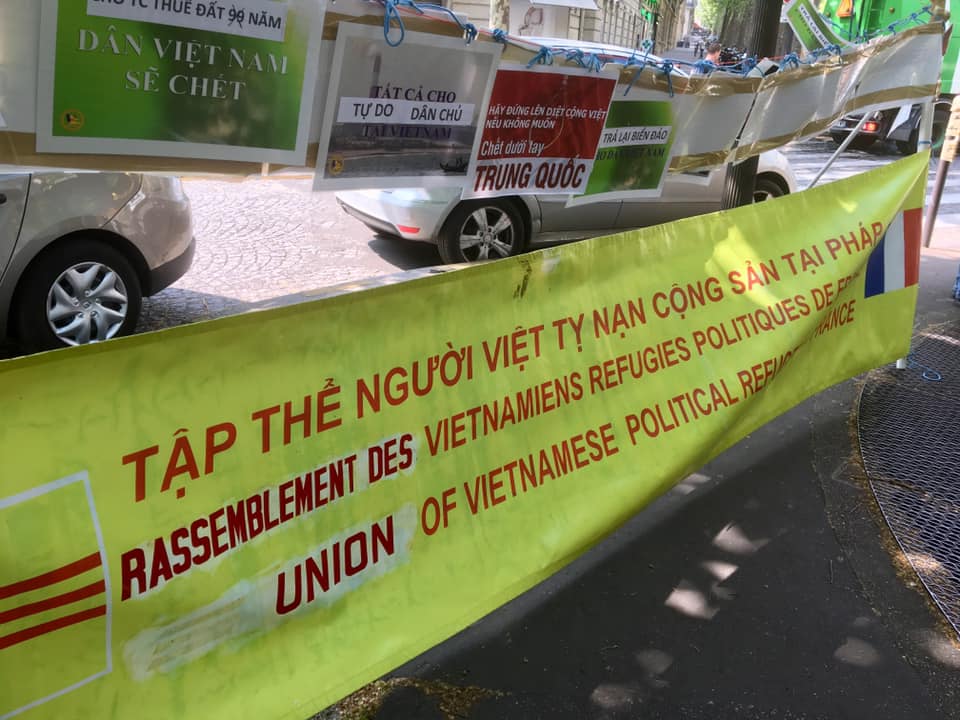 CHO TC THUÊ ĐẤT 99 NĂM
DÂN VIỆT NAM
SẼ CHẾT
TẤT CẢ CHO
TỰ DO DÂN CHỦ
TẠI VIETNAM
HÃY ĐỨNG LÊN DIỆT CỘNG VIỆT
NẾU KHÔNG MUỐN
Chết dưới tay
TRUNG QUỐC
TRẢ LẠI BIỂN ĐẢO
CHO DÂN VIỆT NAM
TẬP THỂ NGƯỜI VIỆT TỴ NẠN CỘNG SẢN TẠI PHÁP
RASSEMBLEMENT DES VIETNAMIENS REFUGIES POLITIQUES DE
UNION OF VIETNAMESE POLITICAL FRANCE